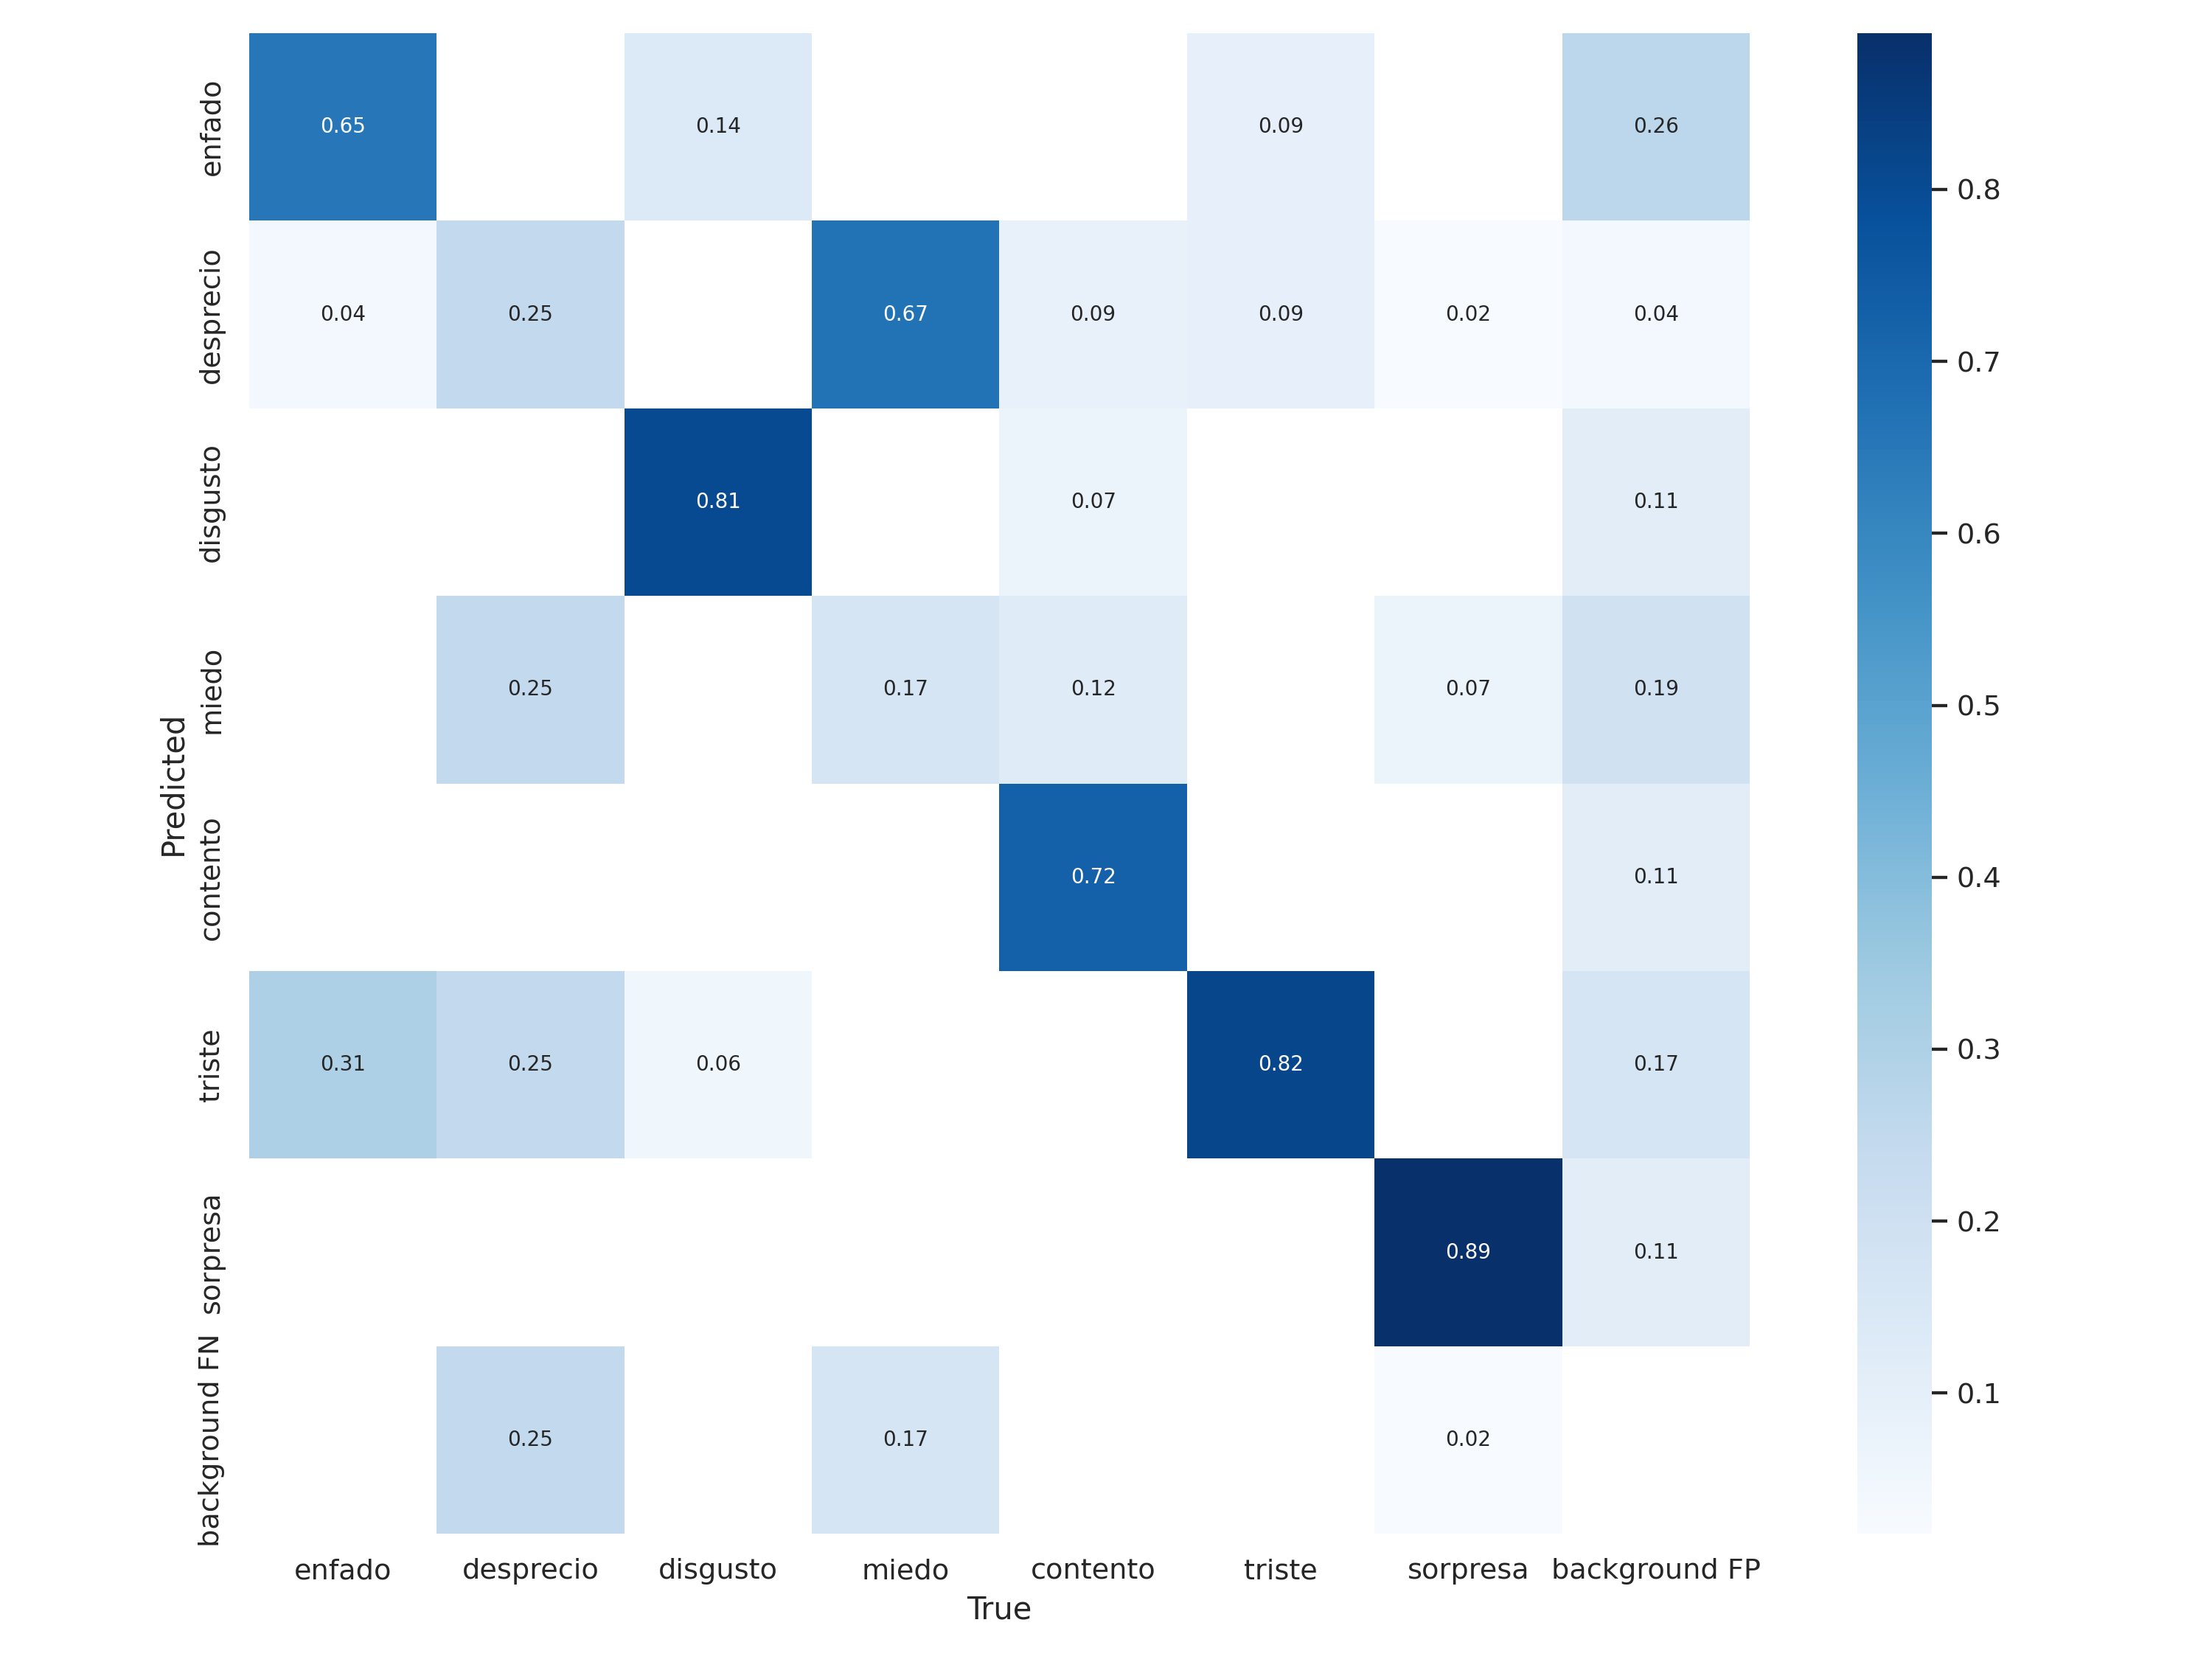 enfado 0.65 0.14 0.09 0.26
desprecio 0.04 0.25 0.67 0.09 0.09 0.02 0.04
disgusto 0.81 0.07 0.11
miedo 0.25 0.17 0.12 0.07 0.19
contento 0.72 0.11
triste 0.31 0.25 0.06 0.82 0.17
sorpresa 0.89 0.11
background FN 0.25 0.17 0.02
Predicted
enfado desprecio disgusto miedo contento triste sorpresa background FP
True
0.8
0.7
0.6
0.5
0.4
0.3
0.2
0.1